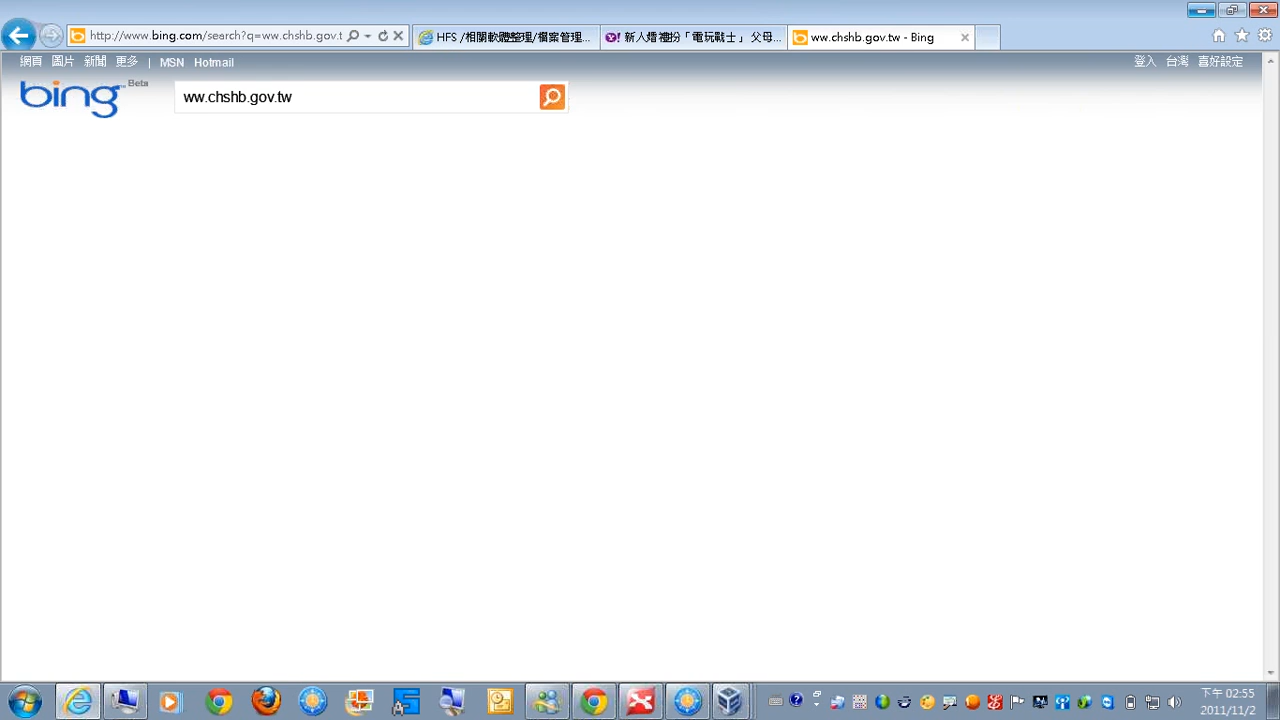 http://www.bing.com/search?q=ww.chshb.gov.t
HFS /相關軟體整理/檔案管理...
新人婚禮扮「電玩戰士」 父母...
ww.chshb.gov.tw - Bing
網頁 圖片 新聞 更多 | MSN Hotmail
登入 台灣 喜好設定
bing Beta
ww.chshb.gov.tw
下午 02:55
2011/11/2